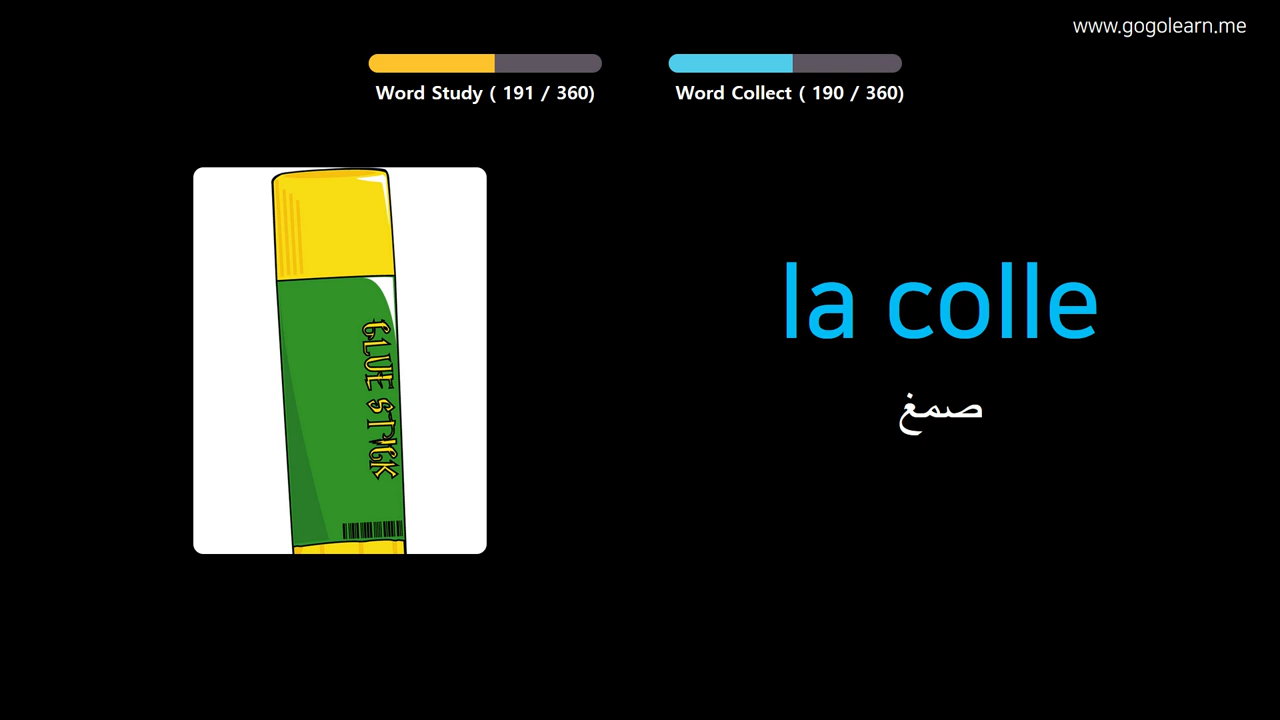 www.gogolearn.me
Word Study ( 191 / 360)
Word Collect ( 190 / 360)
GLUE STICK
la colle
صمغ